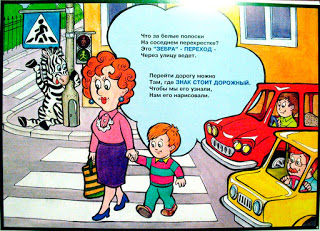 Что за белые полоски
На соседнем перекрестке?
Это "ЗЕБРА" - ПЕРЕХОД -
Через улицу ведет.
Перейти дорогу можно
Там, где ЗНАК СТОИТ ДОРОЖНЫЙ.
Чтобы мы его узнали,
Нам его нарисовали.